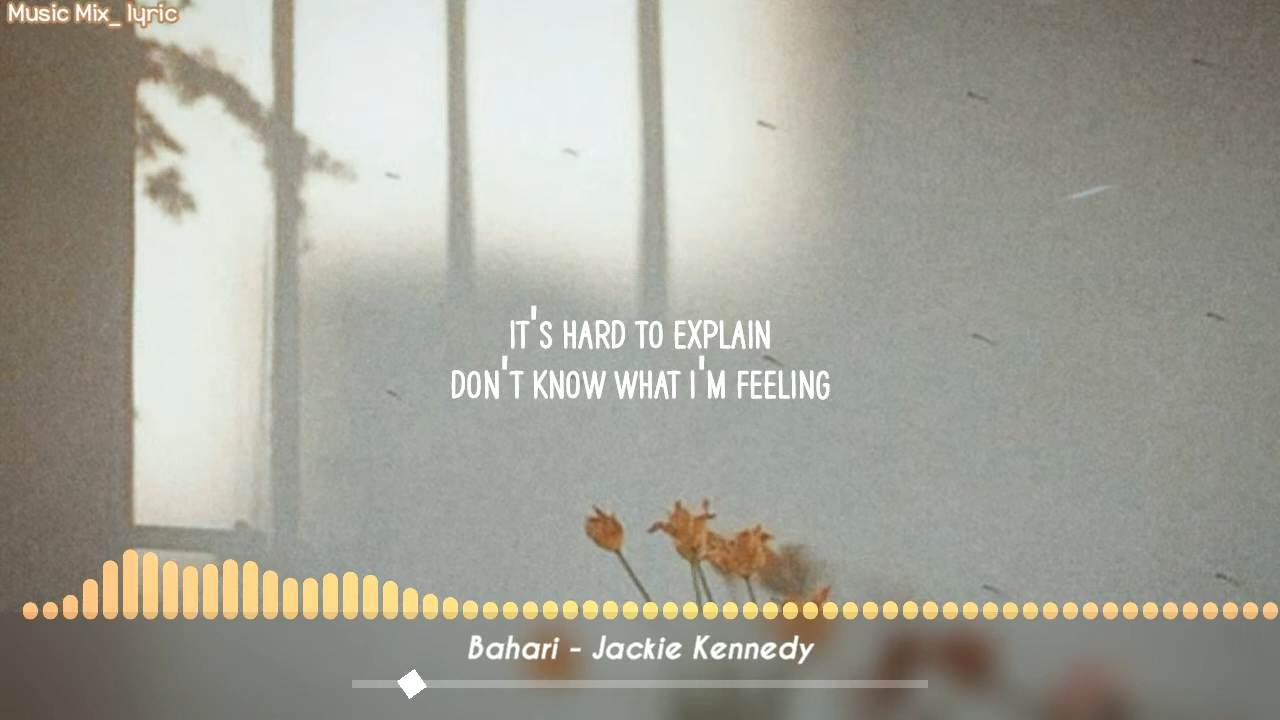 Music Mix_ lyric
IT'S HARD TO EXPLAIN
DON'T KNOW WHAT I'M FEELING
Bahari - Jackie Kennedy